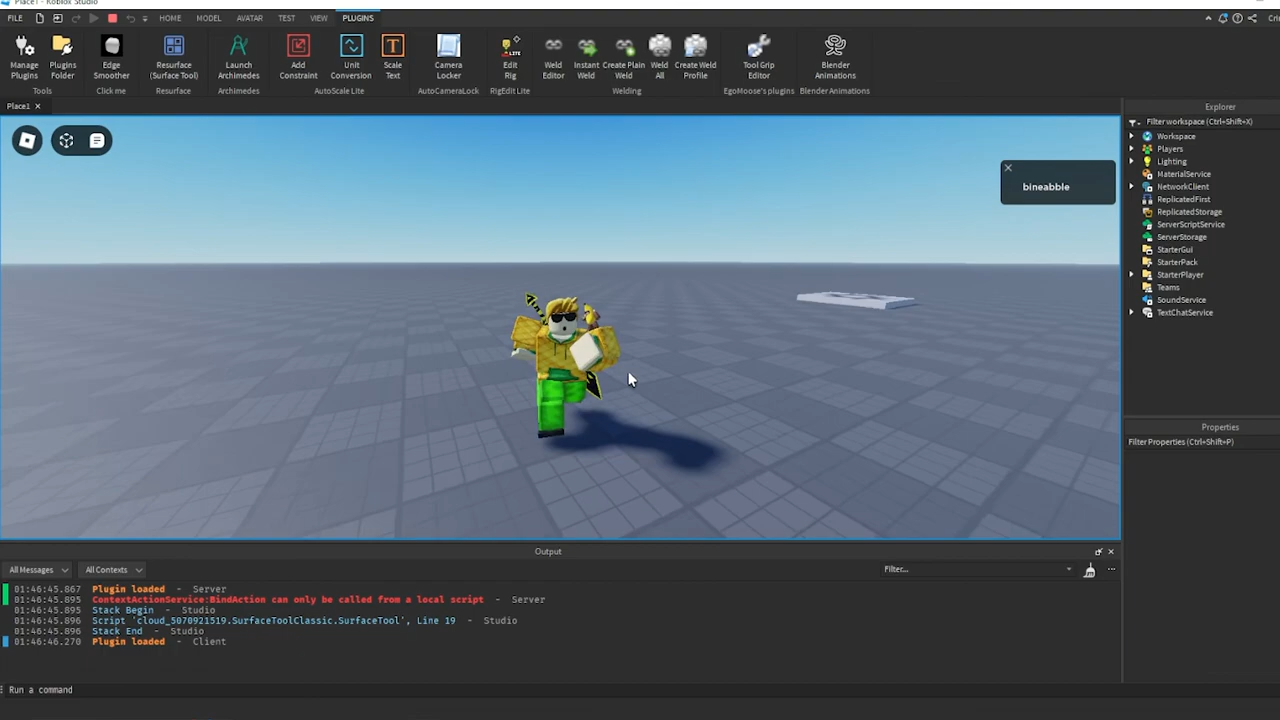 Place1 - Roblox Studio
FILE HOME MODEL AVATAR TEST VIEW PLUGINS
Manage Plugins
Plugins Folder
Edge Smoother
Resurface (Surface Tool)
Launch Archimedes
Add Constraint
Unit Conversion
Scale Text
Camera Locker
Edit Rig
Weld Editor
Instant Weld
Create Plain Weld
Weld All
Create Weld Profile
Tool Grip Editor
Blender Animations
Tools Click me Resurface Archimedes AutoScale Lite AutoCameraLock RigEdit Lite Welding EgoMoose's plugins Blender Animations
Place1
Explorer
Filter workspace (Ctrl+Shift+X)
Workspace
Players
Lighting
MaterialService
NetworkClient
ReplicatedFirst
ReplicatedStorage
ServerScriptService
ServerStorage
StarterGui
StarterPack
StarterPlayer
Teams
SoundService
TextChatService
bineabble
Properties
Filter Properties (Ctrl+Shift+P)
Output
All Messages All Contexts Filter...
01:46:45.867 Plugin loaded - Server
01:46:45.895 ContextActionService:BindAction can only be called from a local script - Server
01:46:45.895 Stack Begin - Studio
01:46:45.896 Script 'cloud_5070921519.SurfaceToolClassic.SurfaceTool', Line 19 - Studio
01:46:45.896 Stack End - Studio
01:46:46.270 Plugin loaded - Client
Run a command